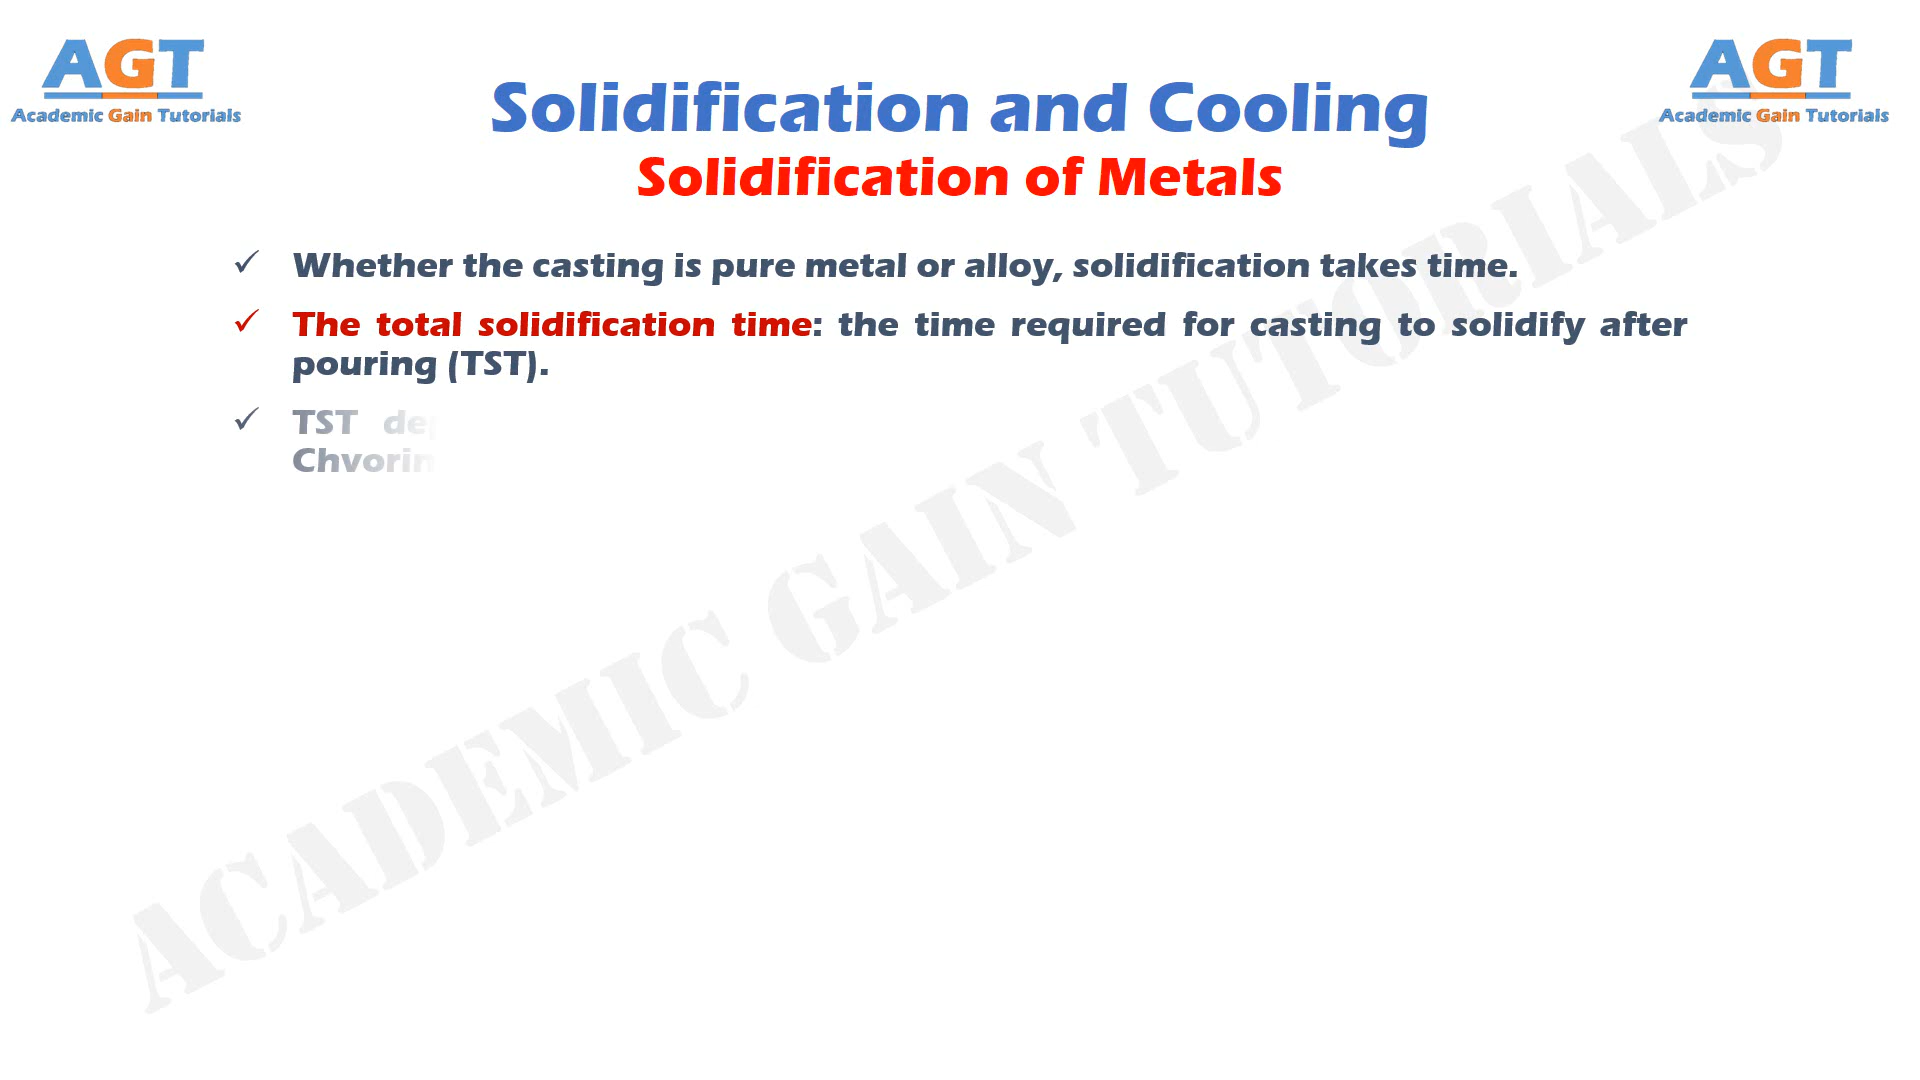 AGT
Academic Gain Tutorials
AGT
Academic Gain Tutorials
Solidification and Cooling
Solidification of Metals
✓ Whether the casting is pure metal or alloy, solidification takes time.
✓ The total solidification time: the time required for casting to solidify after
pouring (TST).
✓ TST
ACADEMIC GAIN TUTORIALS